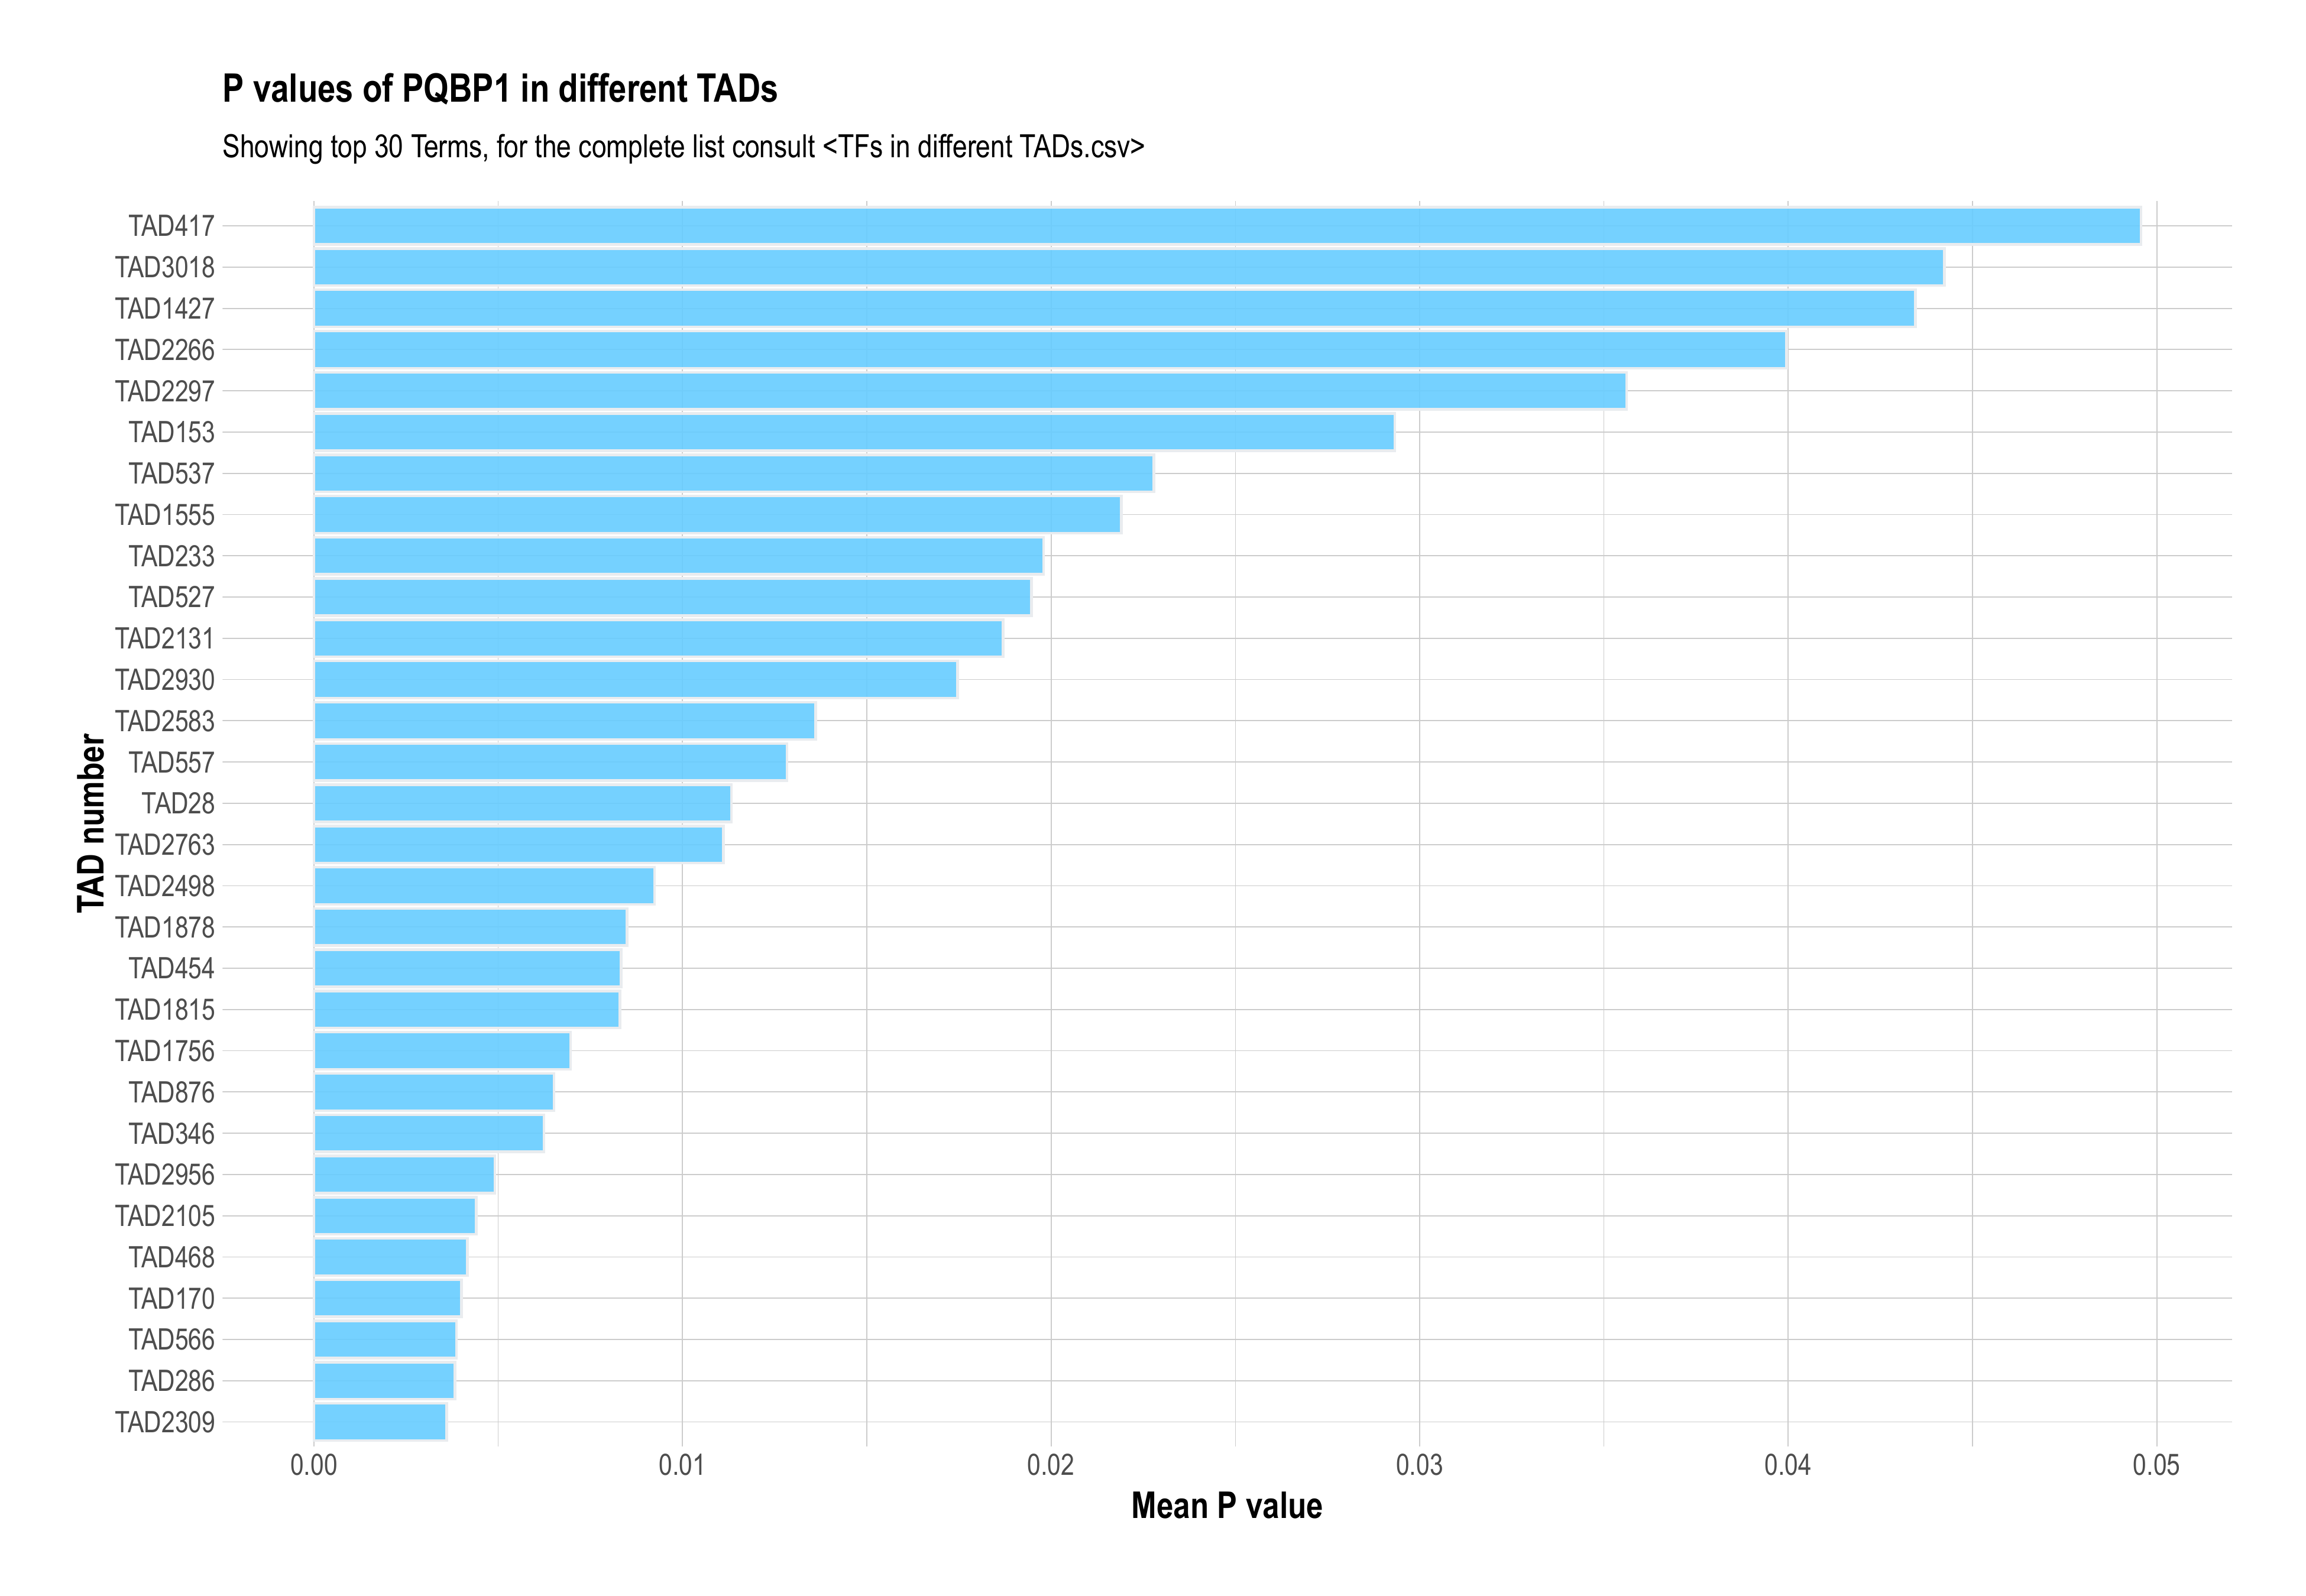 P values of PQBP1 in different TADs
Showing top 30 Terms, for the complete list consult <TFs in different TADs.csv>
TAD number
TAD417
TAD3018
TAD1427
TAD2266
TAD2297
TAD153
TAD537
TAD1555
TAD233
TAD527
TAD2131
TAD2930
TAD2583
TAD557
TAD28
TAD2763
TAD2498
TAD1878
TAD454
TAD1815
TAD1756
TAD876
TAD346
TAD2956
TAD2105
TAD468
TAD170
TAD566
TAD286
TAD2309
0.00 0.01 0.02 0.03 0.04 0.05
Mean P value